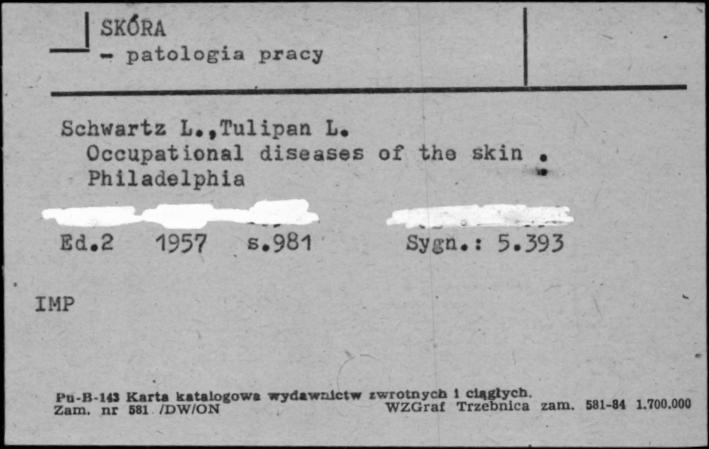 SKÓRA
- patologia pracy
Schwartz L.,Tulipan L.
Occupational diseases of the skin .
Philadelphia
Ed.2 1957 s.981 Sygn.: 5.393
IMP
Pu-B-143 Karta katalogowa wydawnictw zwrotnych i ciągłych.
Zam. nr 581 /DW/ON WZGraf Trzebnica zam. 581-84 1.700.000